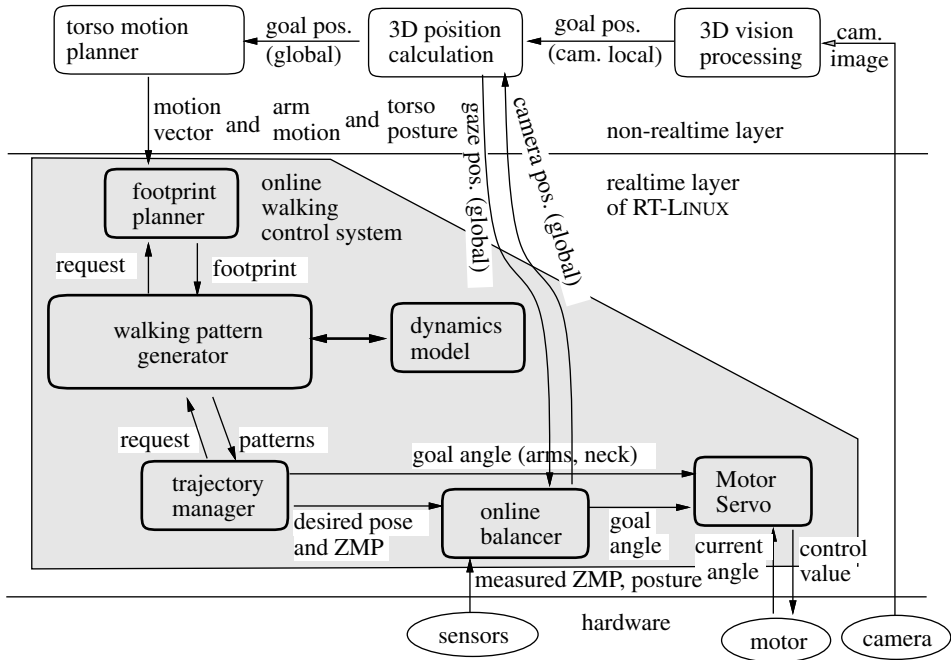 torso motion
planner
goal pos.
(global)
3D position
calculation
goal pos.
(cam. local)
3D vision
processing
cam.
image
motion
vector
and
arm
motion
and
torso
posture
gaze pos. (global)
camera pos. (global)
non-realtime layer
realtime layer
of RT-LINUX
footprint
planner
online
walking
control system
request
footprint
walking pattern
generator
dynamics
model
request
patterns
goal angle (arms, neck)
trajectory
manager
Motor
Servo
desired pose
and ZMP
online
balancer
goal
angle
current
angle
control
value
measured ZMP, posture
hardware
sensors
motor
camera